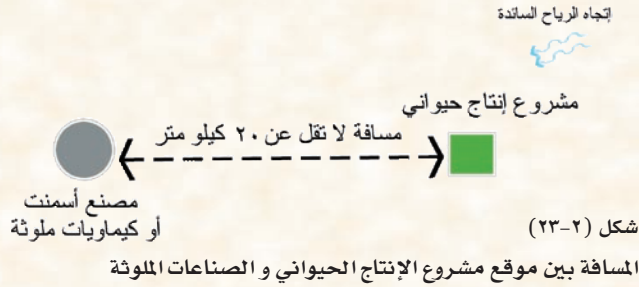 إتجاه الرياح السائدة
مشروع إنتاج حيواني
مسافة لا تقل عن ٢٠ كيلو متر
مصنع أسمنت
أو كيماويات ملوثة
شكل (٢-٢٣)
المسافة بين موقع مشروع الإنتاج الحيواني و الصناعات الملوثة